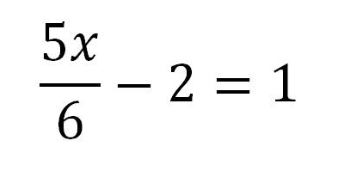 5x/6 − 2 = 1